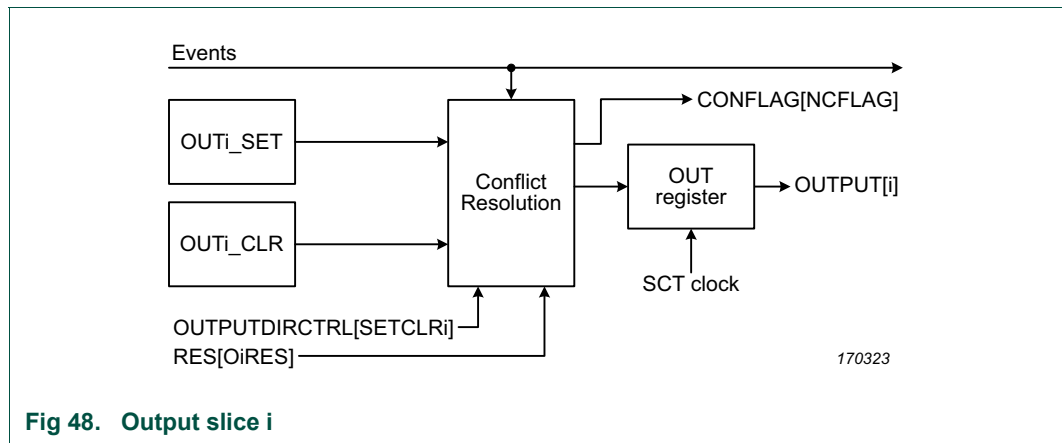 Events
CONFLAG[NCFLAG]
OUTi_SET
Conflict
Resolution
OUT
register
OUTPUT[i]
OUTi_CLR
SCT clock
OUTPUTDIRCTRL[SETCLRi]
RES[OiRES]
170323
Fig 48. Output slice i